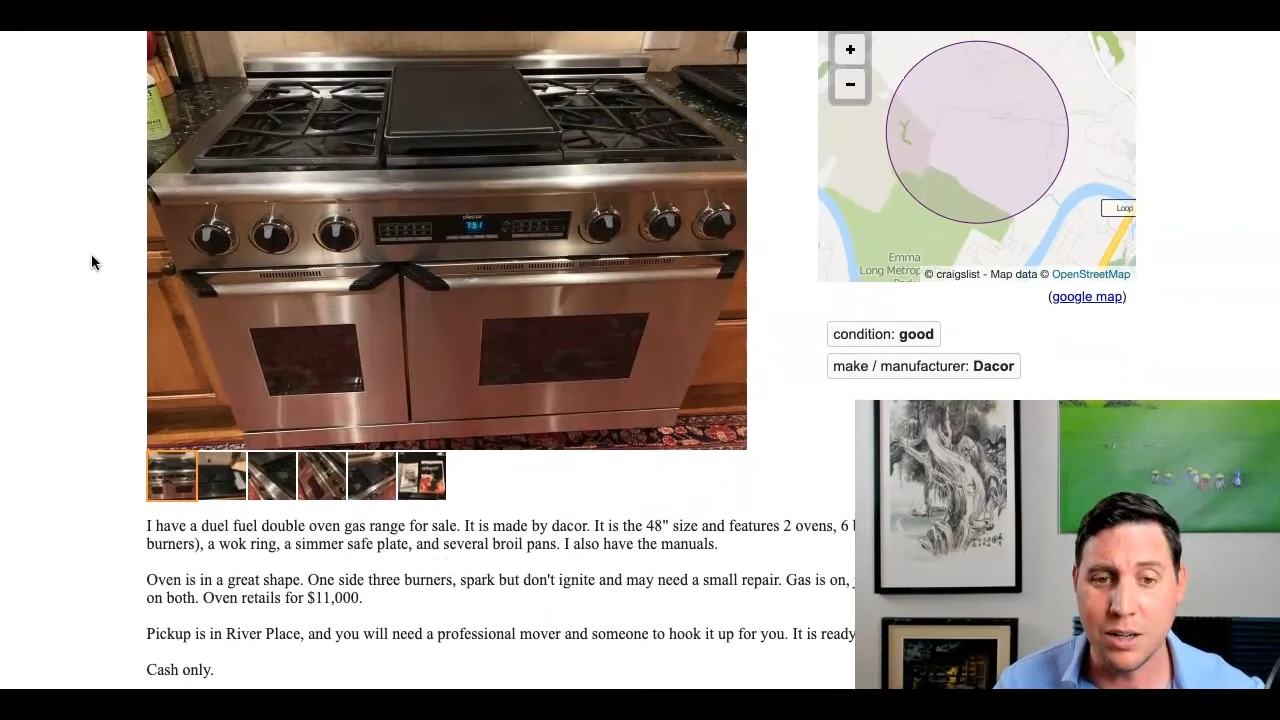 +
−
dacor
7:51
Loop
Emma
Long Metrop
© craigslist - Map data © OpenStreetMap
(google map)
condition: good
make / manufacturer: Dacor
I have a duel fuel double oven gas range for sale. It is made by dacor. It is the 48" size and features 2 ovens, 6
burners), a wok ring, a simmer safe plate, and several broil pans. I also have the manuals.
Oven is in a great shape. One side three burners, spark but don't ignite and may need a small repair. Gas is on,
on both. Oven retails for $11,000.
Pickup is in River Place, and you will need a professional mover and someone to hook it up for you. It is ready
Cash only.